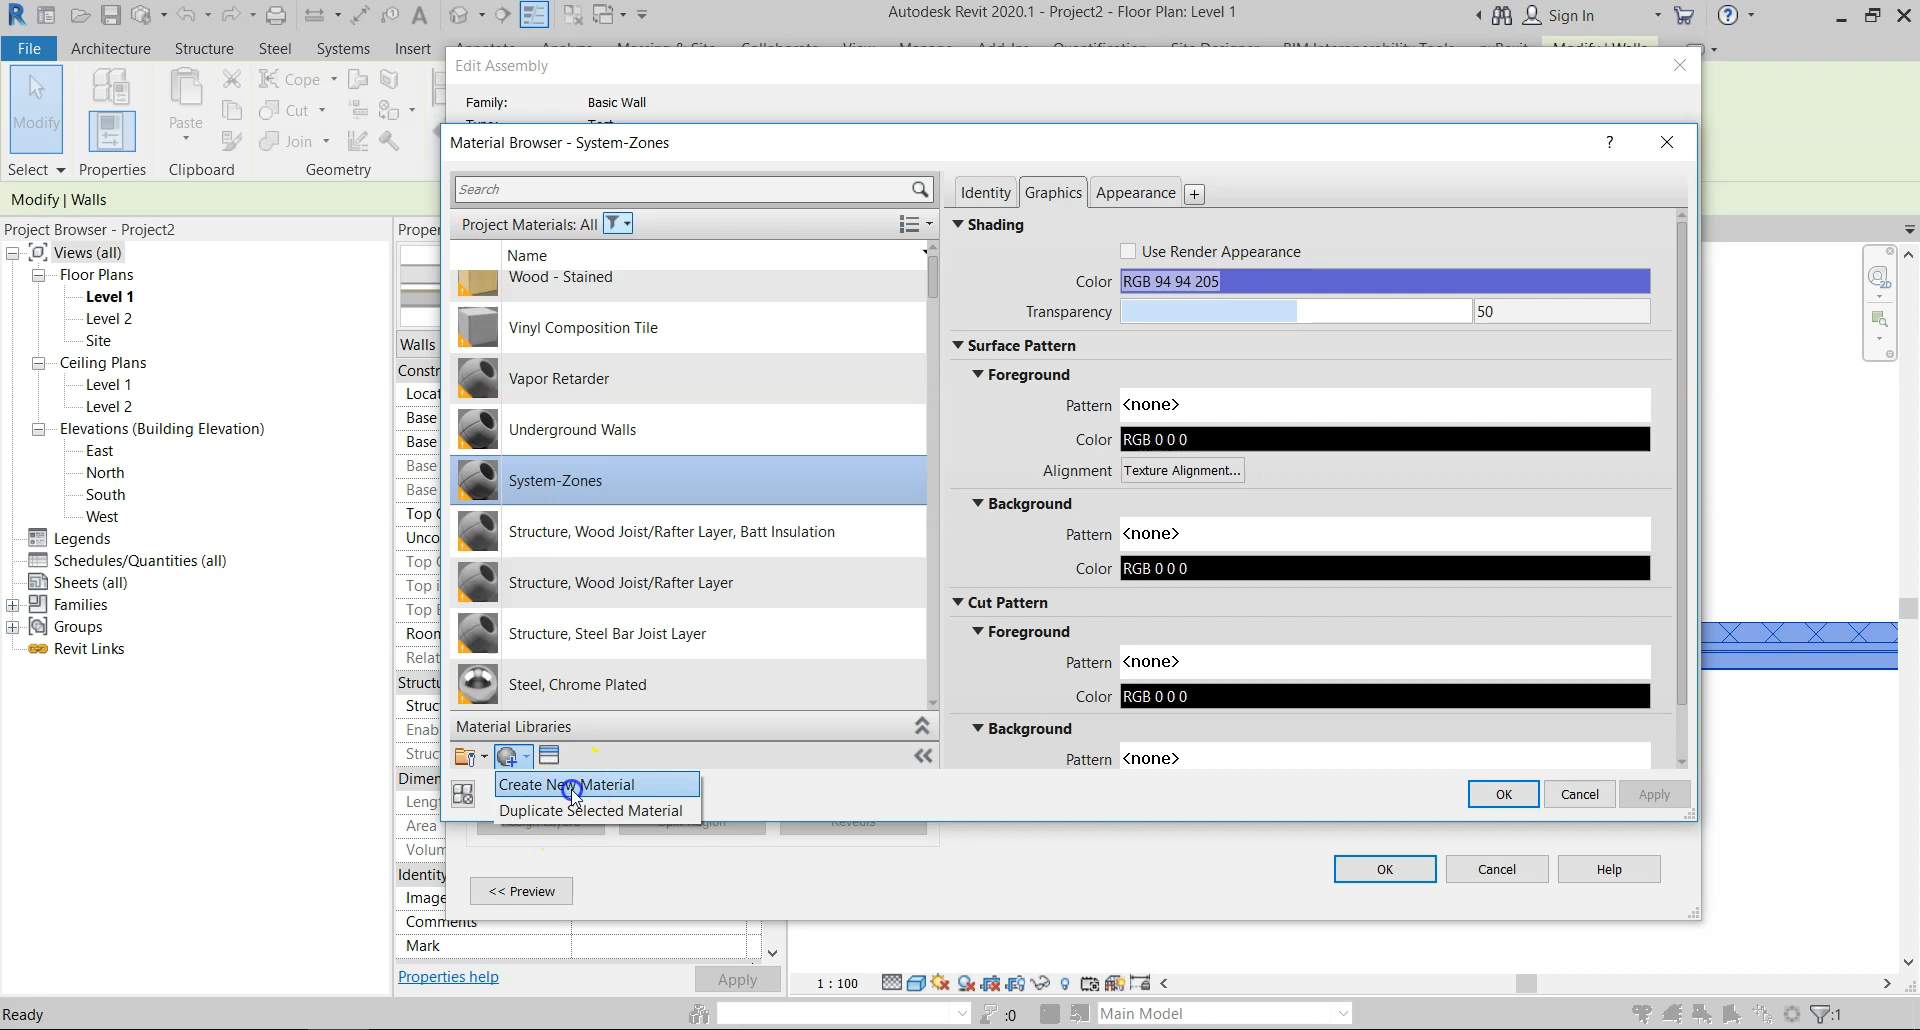 Autodesk Revit 2020.1 - Project2 - Floor Plan: Level 1
Sign In
File
Architecture
Structure
Steel
Systems
Insert
Modify
Paste
Cope
Cut
Join
Select
Properties
Clipboard
Geometry
Modify | Walls
Project Browser - Project2
Views (all)
Floor Plans
Level 1
Level 2
Site
Ceiling Plans
Level 1
Level 2
Elevations (Building Elevation)
East
North
South
West
Legends
Schedules/Quantities (all)
Sheets (all)
Families
Groups
Revit Links
Walls
Base
Base
Base
Base
Mark
Comments
Properties help
Apply
Edit Assembly
Family:
Basic Wall
Material Browser - System-Zones
?
Search
Project Materials: All
Name
Wood - Stained
Vinyl Composition Tile
Vapor Retarder
Underground Walls
System-Zones
Structure, Wood Joist/Rafter Layer, Batt Insulation
Structure, Wood Joist/Rafter Layer
Structure, Steel Bar Joist Layer
Steel, Chrome Plated
Material Libraries
Create New Material
Duplicate Selected Material
Identity
Graphics
Appearance
+
Shading
Use Render Appearance
Color RGB 94 94 205
Transparency 50
Surface Pattern
Foreground
Pattern <none>
Color RGB 0 0 0
Alignment Texture Alignment...
Background
Pattern <none>
Color RGB 0 0 0
Cut Pattern
Foreground
Pattern <none>
Color RGB 0 0 0
Background
Pattern <none>
OK
Cancel
Apply
<< Preview
OK
Cancel
Help
1 : 100
Ready
:0
Main Model
:1